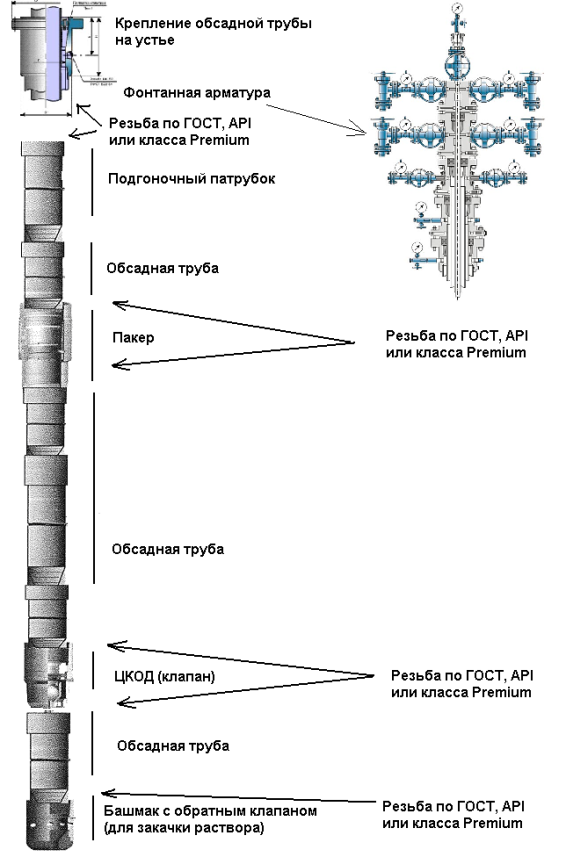 Крепление обсадной трубы
на устье
Фонтанная арматура
Резьба по ГОСТ, API
или класса Premium
Подгоночный патрубок
Обсадная труба
Пакер
Резьба по ГОСТ, API
или класса Premium
Обсадная труба
ЦКОД (клапан)
Резьба по ГОСТ, API
или класса Premium
Обсадная труба
Башмак с обратным клапаном
(для закачки раствора)
Резьба по ГОСТ, API
или класса Premium